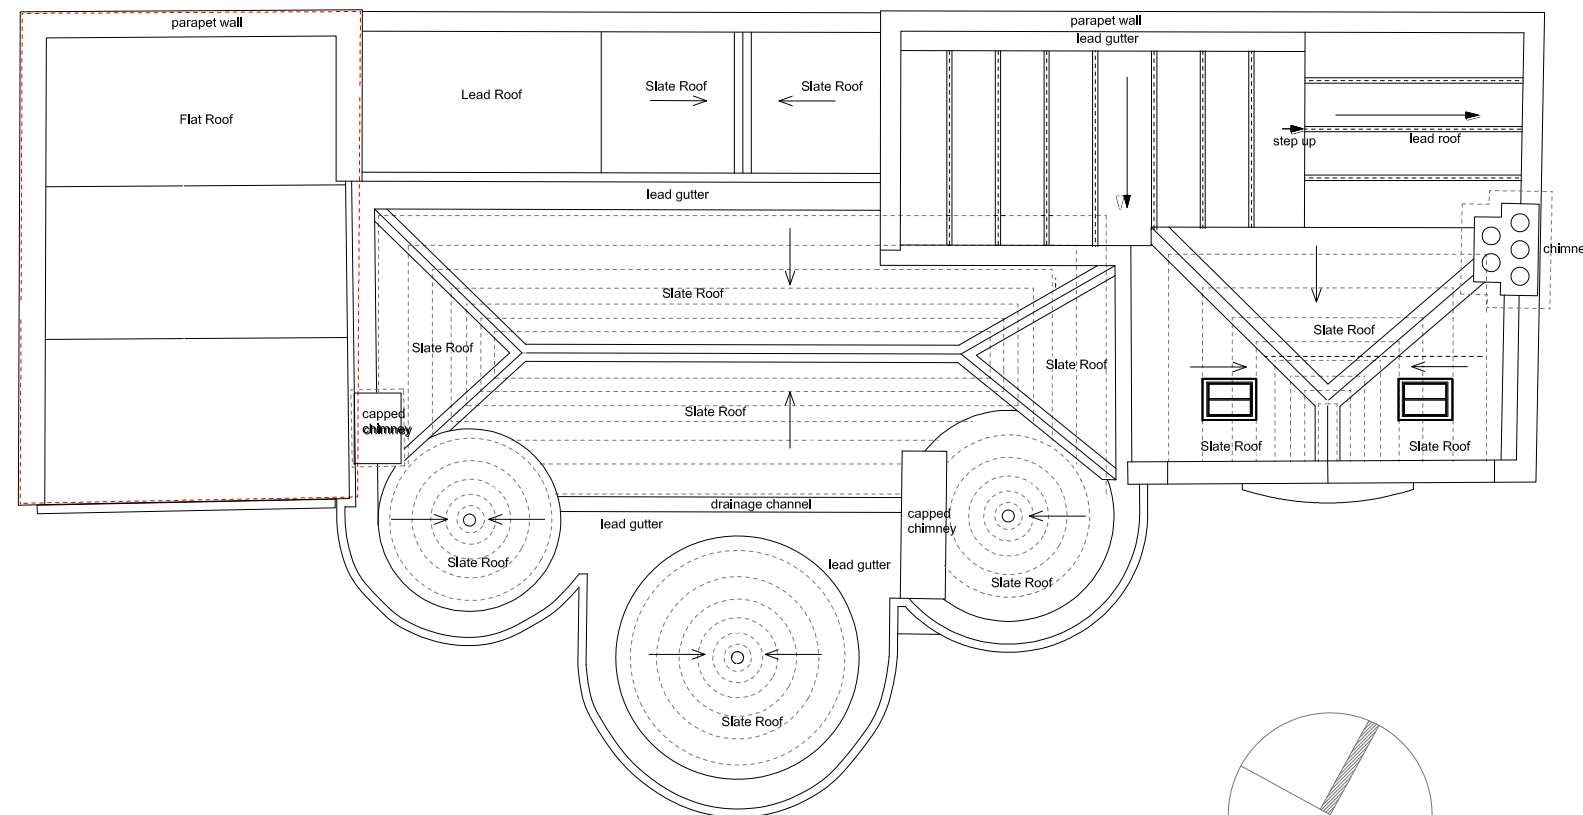 parapet wall
parapet wall
lead gutter
Slate Roof
Slate Roof
Lead Roof
Flat Roof
step up
lead roof
lead gutter
chimne
Slate Roof
Slate Roof
Slate Roof
Slate Roof
Slate Roof
capped
chimney
Slate Roof
Slate Roof
drainage channel
capped
chimney
lead gutter
lead gutter
Slate Roof
Slate Roof
Slate Roof